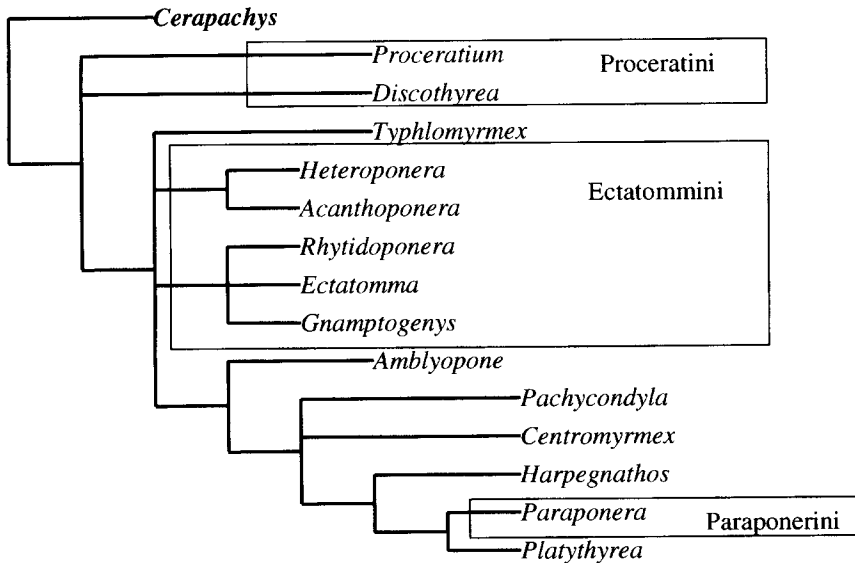 Cerapachys
Proceratium
Proceratini
Discothyrea
Typhlomyrmex
Heteroponera
Ectatommini
Acanthoponera
Rhytidoponera
Ectatomma
Gnamptogenys
Amblyopone
Pachycondyla
Centromyrmex
Harpegnathos
Paraponera
Paraponerini
Platythyrea